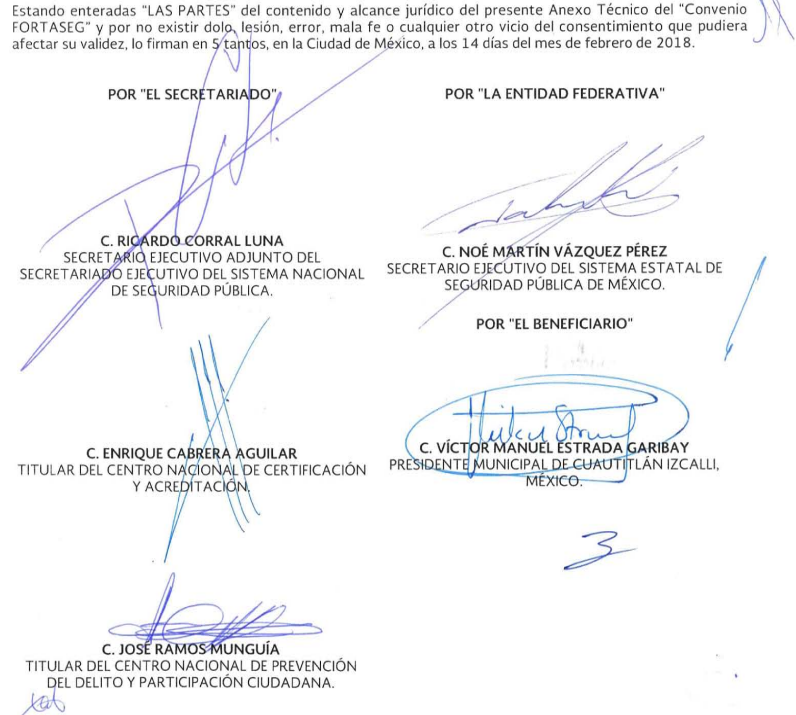 Estando enteradas "LAS PARTES" del contenido y alcance jurídico del presente Anexo Técnico del "Convenio
FORTASEG" y por no existir dolo, lesión, error, mala fe o cualquier otro vicio del consentimiento que pudiera
afectar su validez, lo firman en 5 tantos, en la Ciudad de México, a los 14 días del mes de febrero de 2018.
POR "EL SECRETARIADO"
C. RICARDO CORRAL LUNA
SECRETARIO EJECUTIVO ADJUNTO DEL
SECRETARIADO EJECUTIVO DEL SISTEMA NACIONAL
DE SEGURIDAD PÚBLICA.
POR "LA ENTIDAD FEDERATIVA"
C. NOÉ MARTÍN VÁZQUEZ PÉREZ
SECRETARIO EJECUTIVO DEL SISTEMA ESTATAL DE
SEGURIDAD PÚBLICA DE MÉXICO.
POR "EL BENEFICIARIO"
C. ENRIQUE CABRERA AGUILAR
TITULAR DEL CENTRO NACIONAL DE CERTIFICACIÓN
Y ACREDITACIÓN.
C. VÍCTOR MANUEL ESTRADA GARIBAY
PRESIDENTE MUNICIPAL DE CUAUTITLÁN IZCALLI,
MÉXICO.
C. JOSÉ RAMOS MUNGUÍA
TITULAR DEL CENTRO NACIONAL DE PREVENCIÓN
DEL DELITO Y PARTICIPACIÓN CIUDADANA.